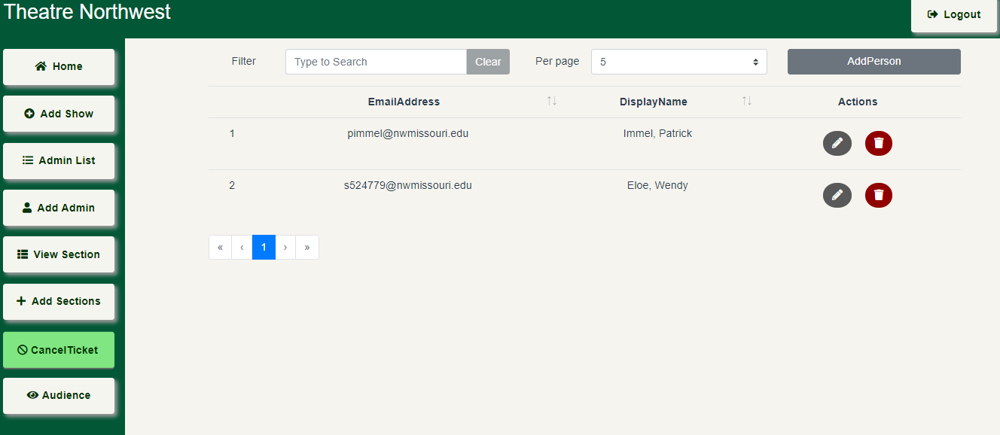 Theatre Northwest
Logout
Home
Add Show
Admin List
Add Admin
View Section
Add Sections
CancelTicket
Audience
Filter Type to Search Clear Per page 5 AddPerson
EmailAddress ↑↓ DisplayName ↑↓ Actions
1 pimmel@nwmissouri.edu Immel, Patrick
2 s524779@nwmissouri.edu Eloe, Wendy
« ‹ 1 › »